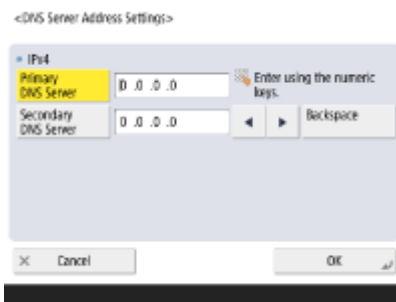 <DNS Server Address Settings>
IPv4
Primary
DNS Server
0 .0 .0 .0
Enter using the numeric
keys.
Secondary
DNS Server
0 .0 .0 .0
◀
▶
Backspace
× Cancel
OK